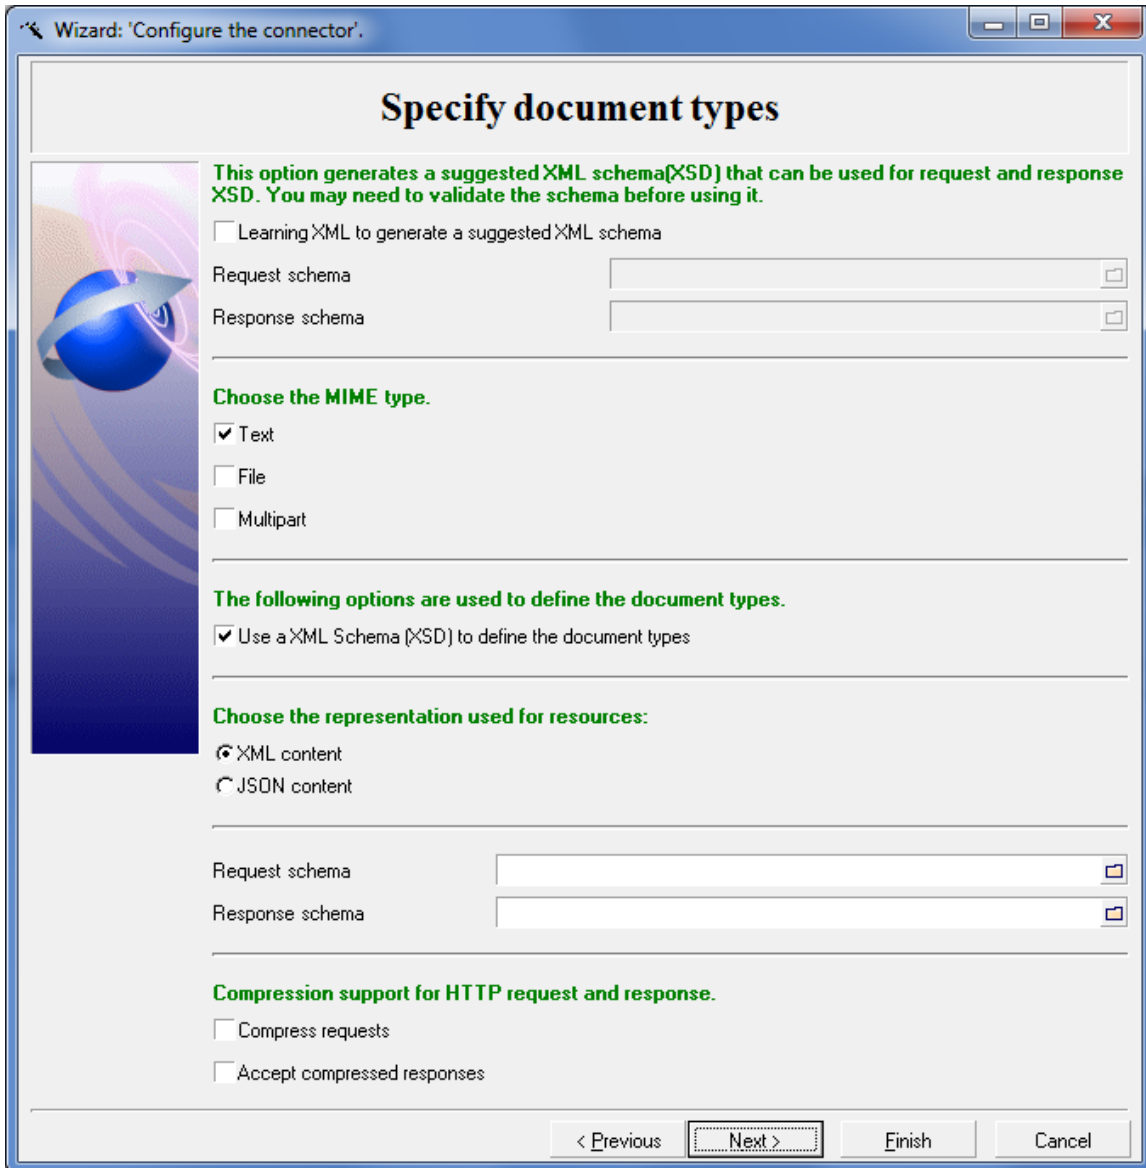 Wizard: 'Configure the connector'.
Specify document types
This option generates a suggested XML schema(XSD) that can be used for request and response
XSD. You may need to validate the schema before using it.
Learning XML to generate a suggested XML schema
Request schema
Response schema
Choose the MIME type.
Text
File
Multipart
The following options are used to define the document types.
Use a XML Schema (XSD) to define the document types
Choose the representation used for resources:
XML content
JSON content
Request schema
Response schema
Compression support for HTTP request and response.
Compress requests
Accept compressed responses
< Previous Next > Finish Cancel